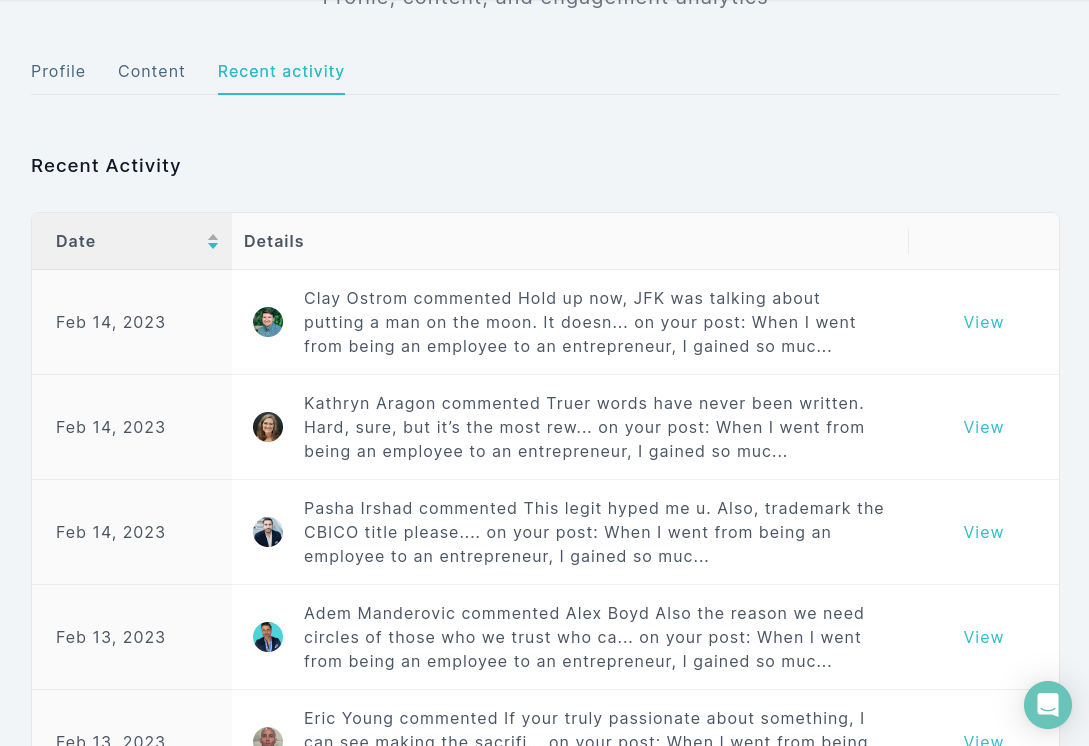 Profile, content, and engagement analytics
Profile Content Recent activity
Recent Activity
Date Details
Clay Ostrom commented Hold up now, JFK was talking about
Feb 14, 2023 putting a man on the moon. It doesn... on your post: When I went View
from being an employee to an entrepreneur, I gained so muc...
Kathryn Aragon commented Truer words have never been written.
Feb 14, 2023 Hard, sure, but it’s the most rew... on your post: When I went from View
being an employee to an entrepreneur, I gained so muc...
Pasha Irshad commented This legit hyped me u. Also, trademark the
Feb 14, 2023 CBICO title please.... on your post: When I went from being an View
employee to an entrepreneur, I gained so muc...
Adem Manderovic commented Alex Boyd Also the reason we need
Feb 13, 2023 circles of those who we trust who ca... on your post: When I went View
from being an employee to an entrepreneur, I gained so muc...
Eric Young commented If your truly passionate about something, I
Feb 13, 2023 can see making the sacrifi... on your post: When I went from being View